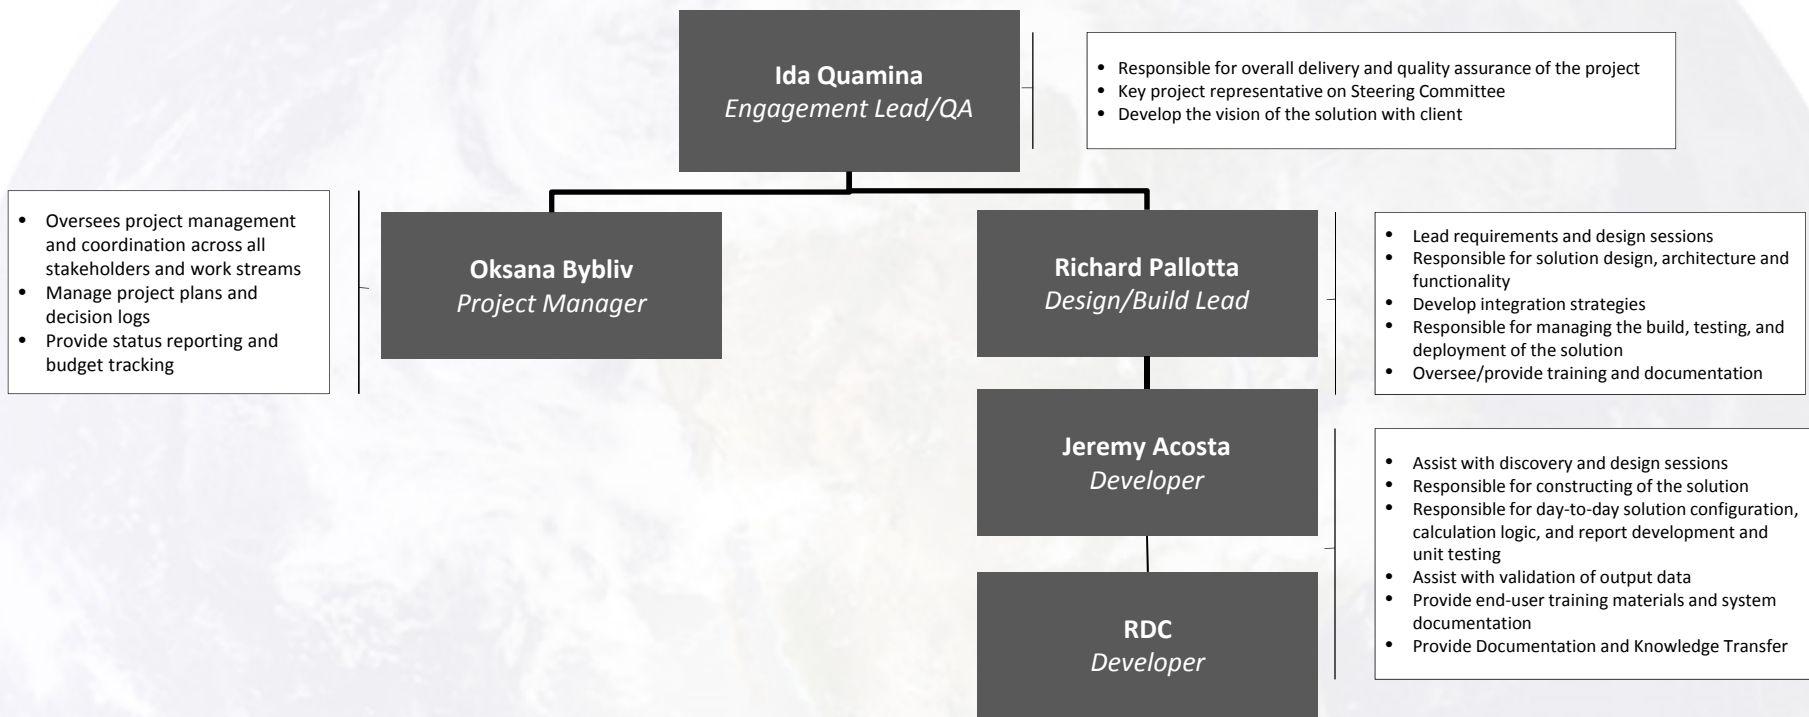 Ida Quamina
Engagement Lead/QA
• Responsible for overall delivery and quality assurance of the project
• Key project representative on Steering Committee
• Develop the vision of the solution with client
• Oversees project management
and coordination across all
stakeholders and work streams
• Manage project plans and
decision logs
• Provide status reporting and
budget tracking
Oksana Bybliv
Project Manager
Richard Pallotta
Design/Build Lead
• Lead requirements and design sessions
• Responsible for solution design, architecture and
functionality
• Develop integration strategies
• Responsible for managing the build, testing, and
deployment of the solution
• Oversee/provide training and documentation
Jeremy Acosta
Developer
• Assist with discovery and design sessions
• Responsible for constructing of the solution
• Responsible for day-to-day solution configuration,
calculation logic, and report development and
unit testing
• Assist with validation of output data
• Provide end-user training materials and system
documentation
• Provide Documentation and Knowledge Transfer
RDC
Developer